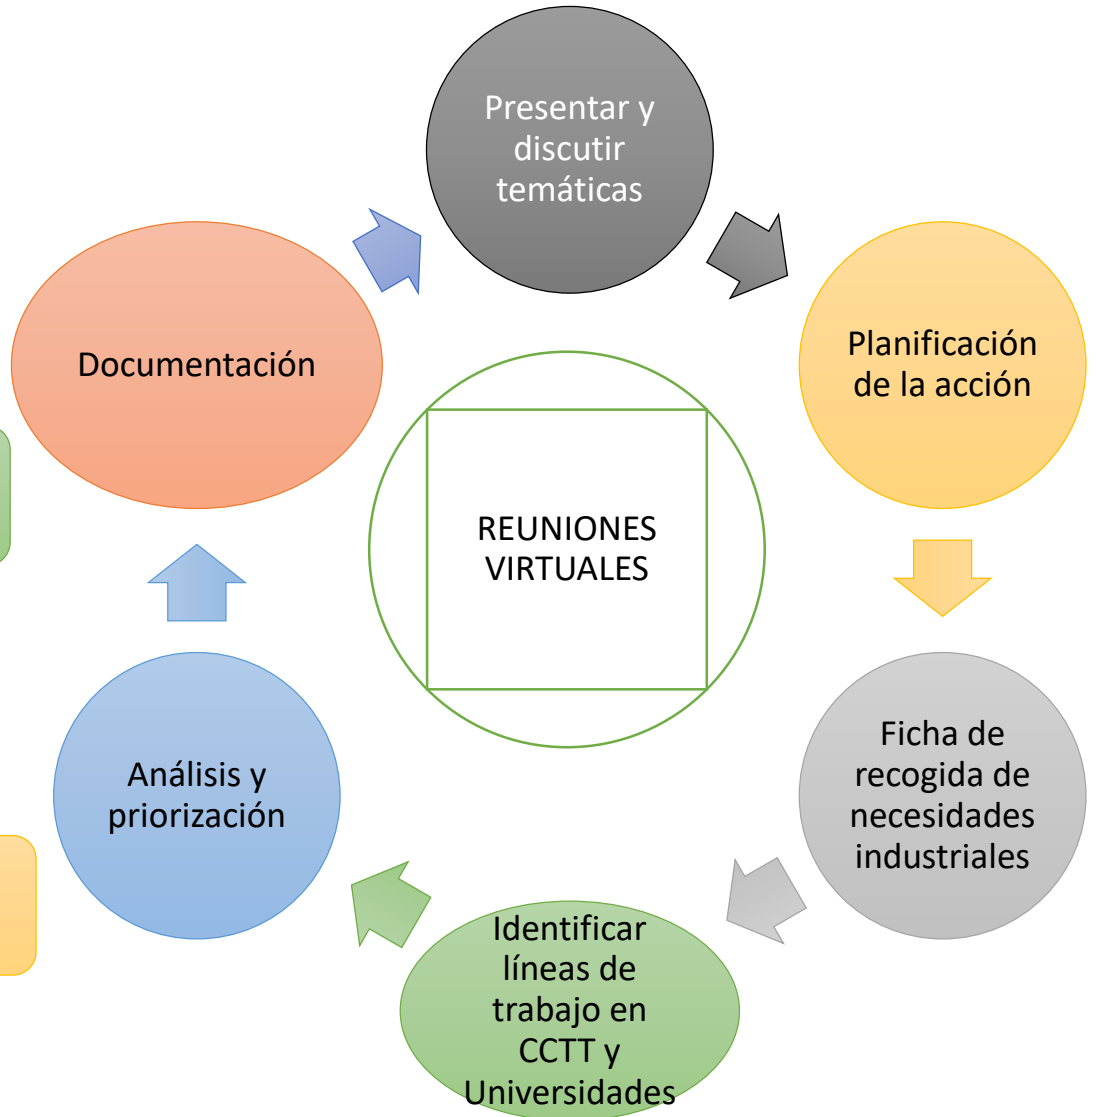 Presentar y
discutir
temáticas
Planificación
de la acción
Ficha de
recogida de
necesidades
industriales
Identificar
líneas de
trabajo en
CCTT y
Universidades
Análisis y
priorización
Documentación
REUNIONES
VIRTUALES